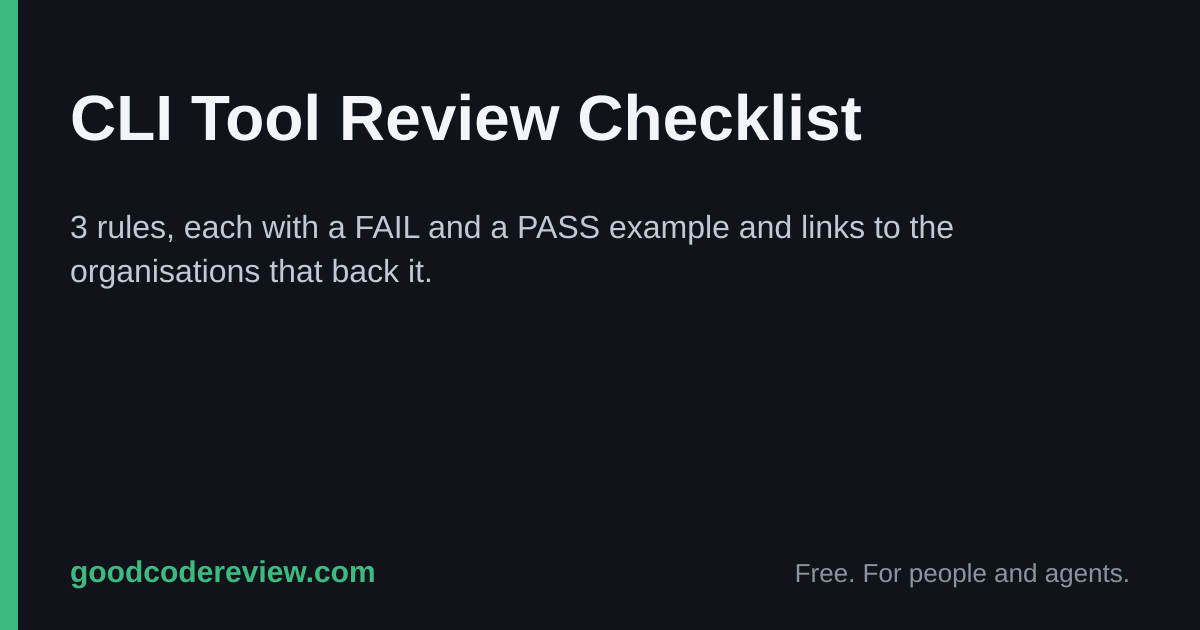 CLI Tool Review Checklist
3 rules, each with a FAIL and a PASS example and links to the
organisations that back it.
goodcodereview.com
Free. For people and agents.